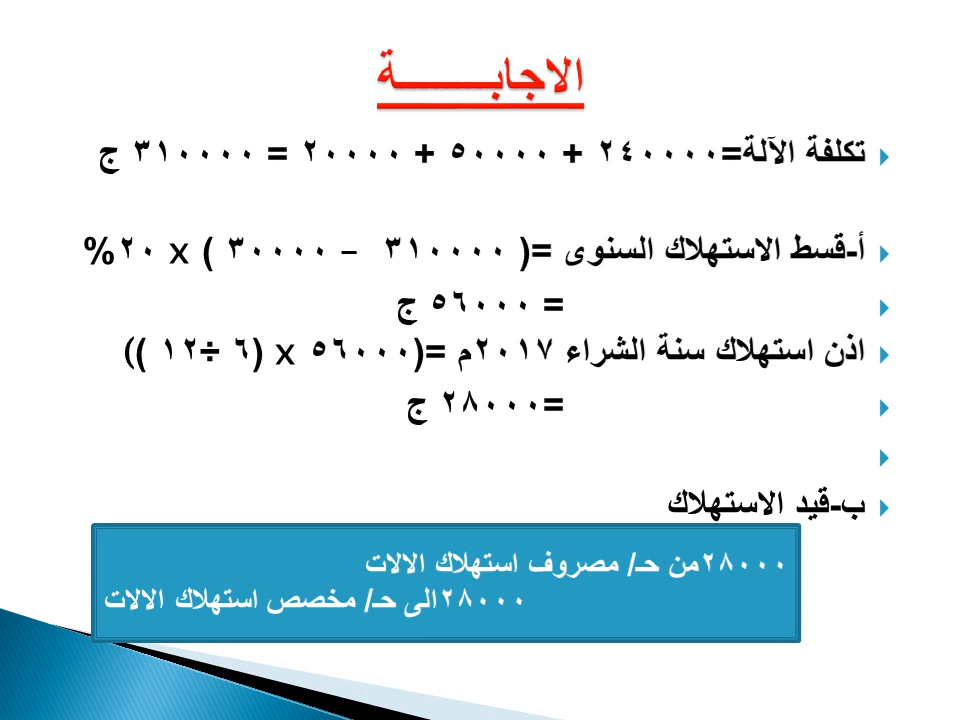 الاجابـــــــــة
تكلفة الآلة=٢٤٠٠٠٠ + ٥٠٠٠٠ + ٢٠٠٠٠ = ٣١٠٠٠٠ ج
أ-قسط الاستهلاك السنوى =( ٣١٠٠٠٠ – ٣٠٠٠٠ ) x ٢٠%
= ٥٦٠٠٠ ج
اذن استهلاك سنة الشراء ٢٠١٧م =(٥٦٠٠٠ x (٦ ÷١٢ ))
=٢٨٠٠٠ ج
ب-قيد الاستهلاك
٢٨٠٠٠من حـ/ مصروف استهلاك الالات
٢٨٠٠٠الى حـ/ مخصص استهلاك الالات